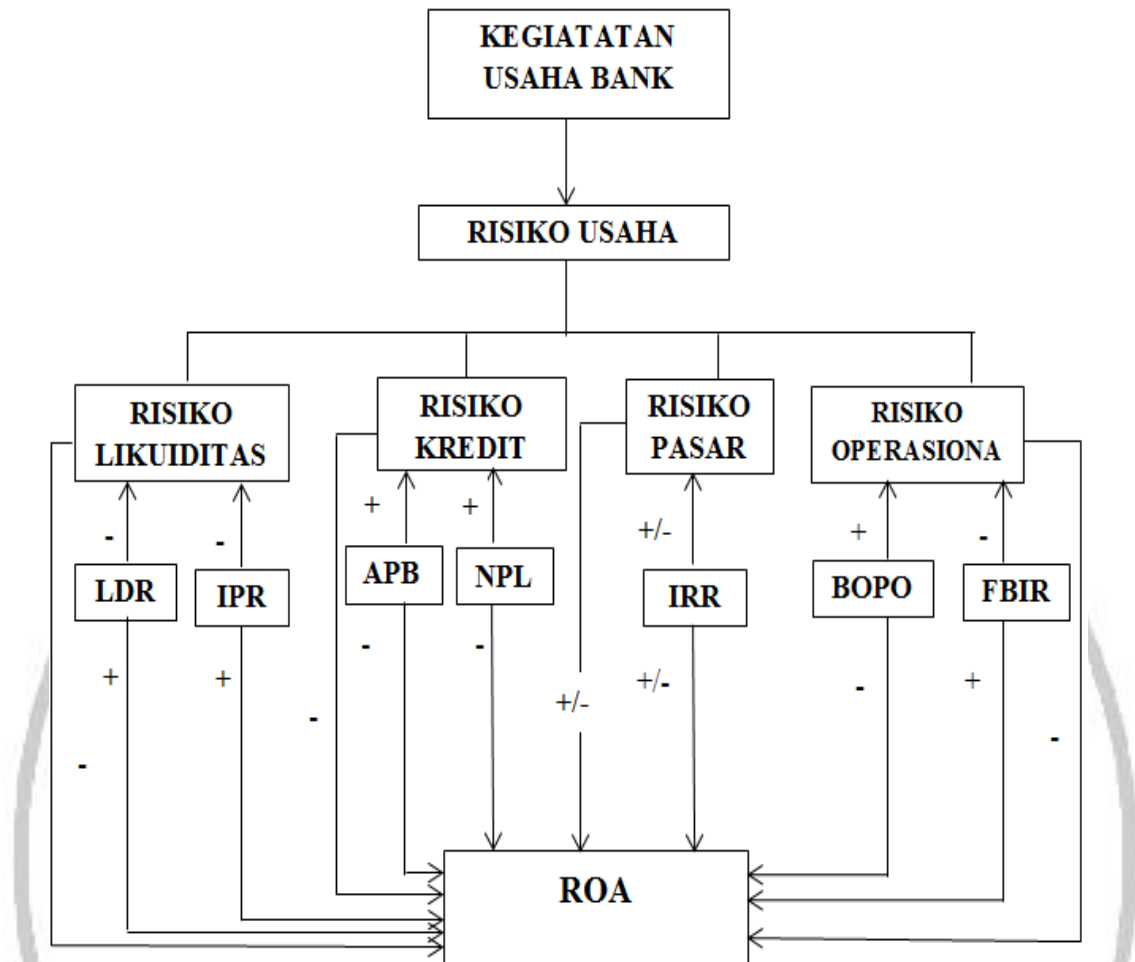 KEGIATATAN
USAHA BANK
RISIKO USAHA
RISIKO
LIKUIDITAS
RISIKO
KREDIT
RISIKO
PASAR
RISIKO
OPERASIONA
- - + + +/- + -
LDR IPR APB NPL IRR BOPO FBIR
+ + - - +/- - +
- - +/- -
ROA